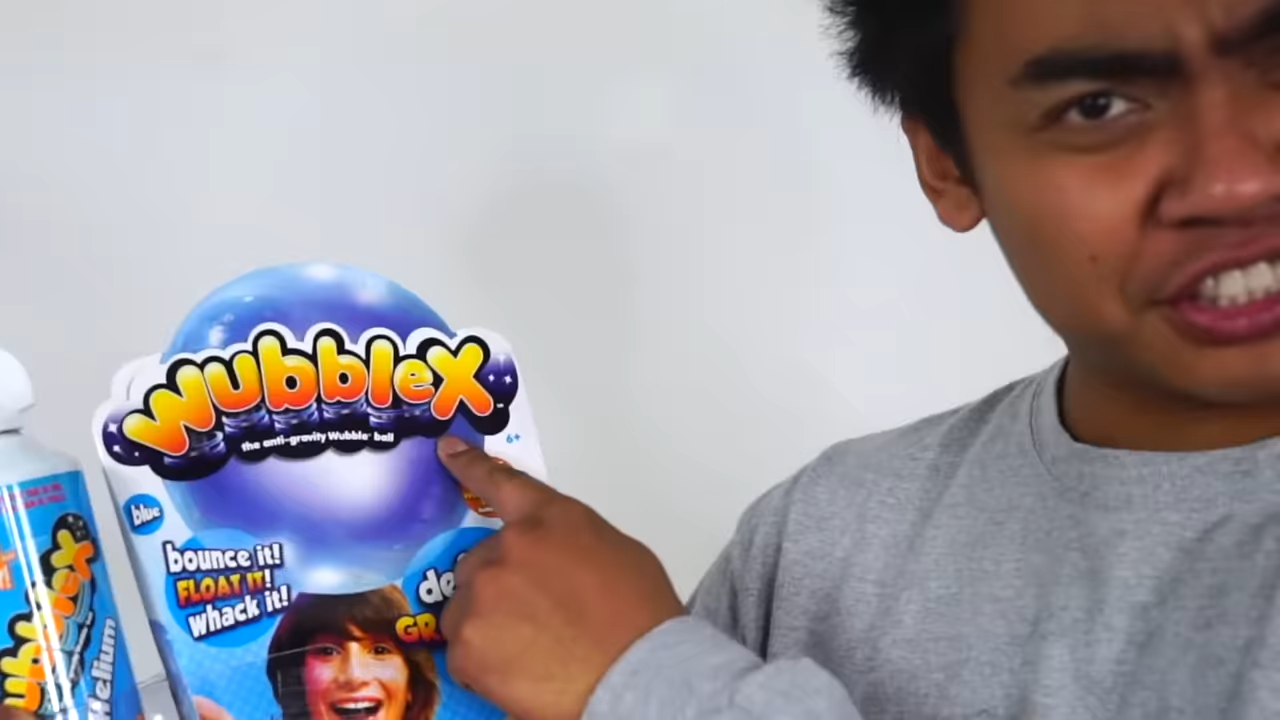 wubbleX
the anti-gravity Wubble® ball
6+
blue
bounce it!
FLOAT IT!
whack it!
Helium